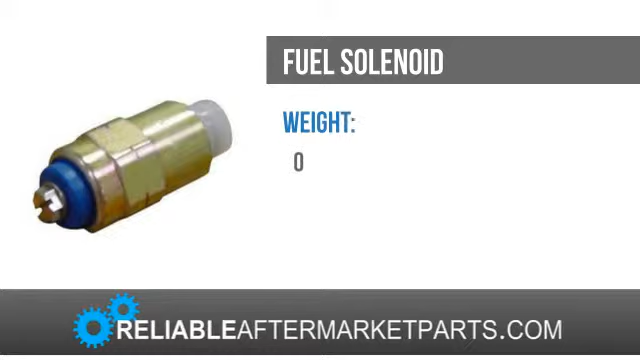 FUEL SOLENOID
WEIGHT:
0
RELIABLEAFTERMARKETPARTS.COM